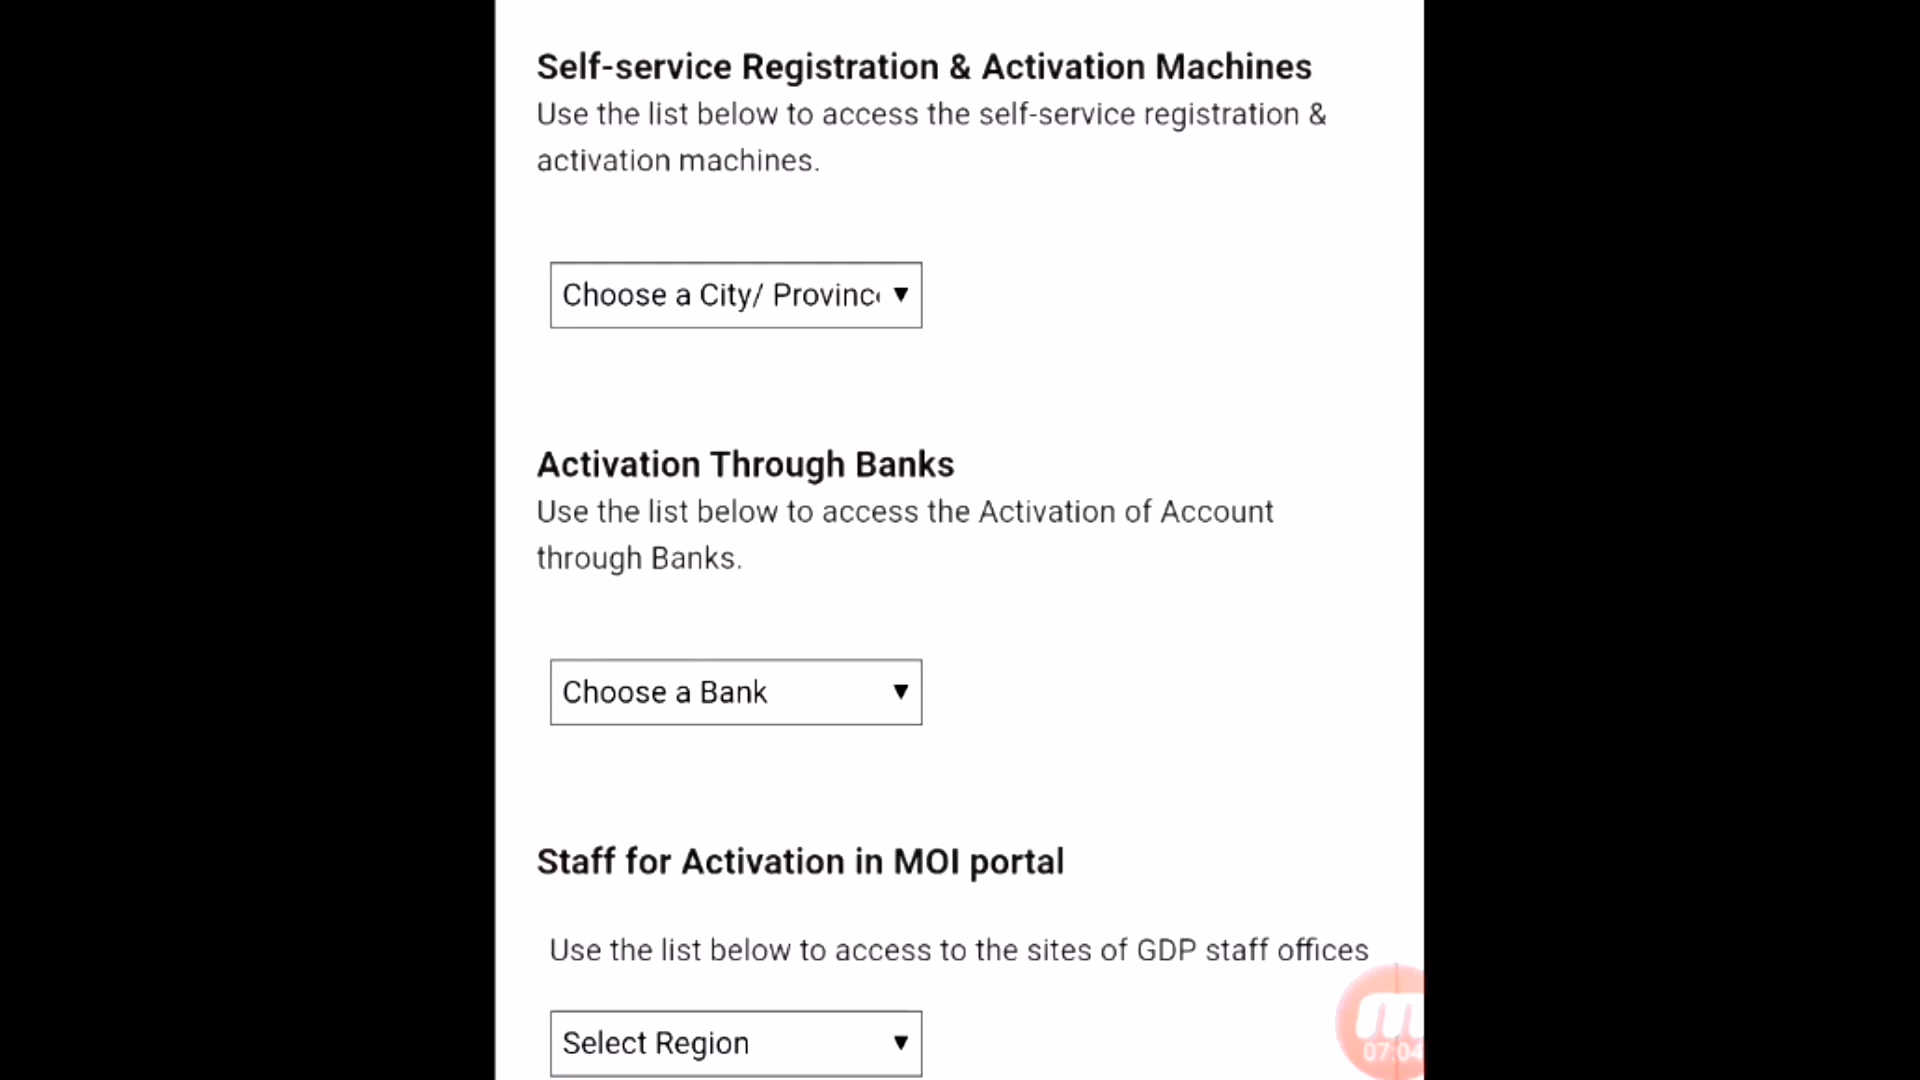 Self-service Registration & Activation Machines
Use the list below to access the self-service registration &
activation machines.
Choose a City/ Provinc
Activation Through Banks
Use the list below to access the Activation of Account
through Banks.
Choose a Bank
Staff for Activation in MOI portal
Use the list below to access to the sites of GDP staff offices
Select Region
07:04